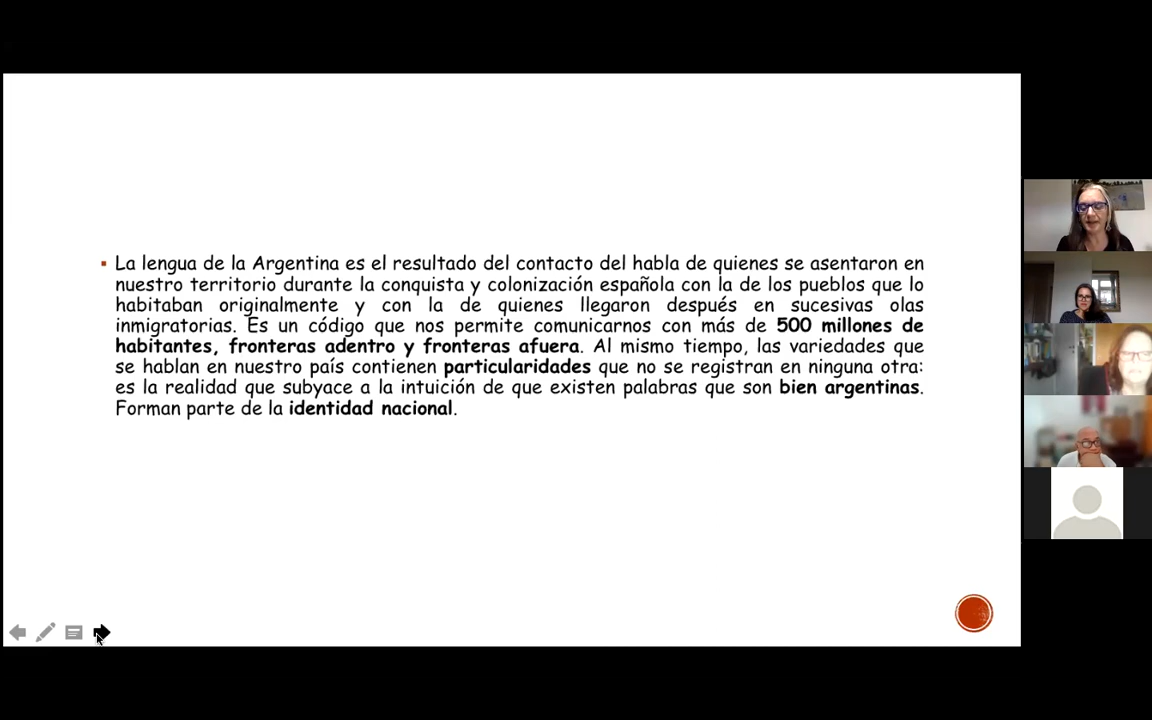 La lengua de la Argentina es el resultado del contacto del habla de quienes se asentaron en
nuestro territorio durante la conquista y colonización española con la de los pueblos que lo
habitaban originalmente y con la de quienes llegaron después en sucesivas olas
inmigratorias. Es un código que nos permite comunicarnos con más de 500 millones de
habitantes, fronteras adentro y fronteras afuera. Al mismo tiempo, las variedades que
se hablan en nuestro país contienen particularidades que no se registran en ninguna otra:
es la realidad que subyace a la intuición de que existen palabras que son bien argentinas.
Forman parte de la identidad nacional.